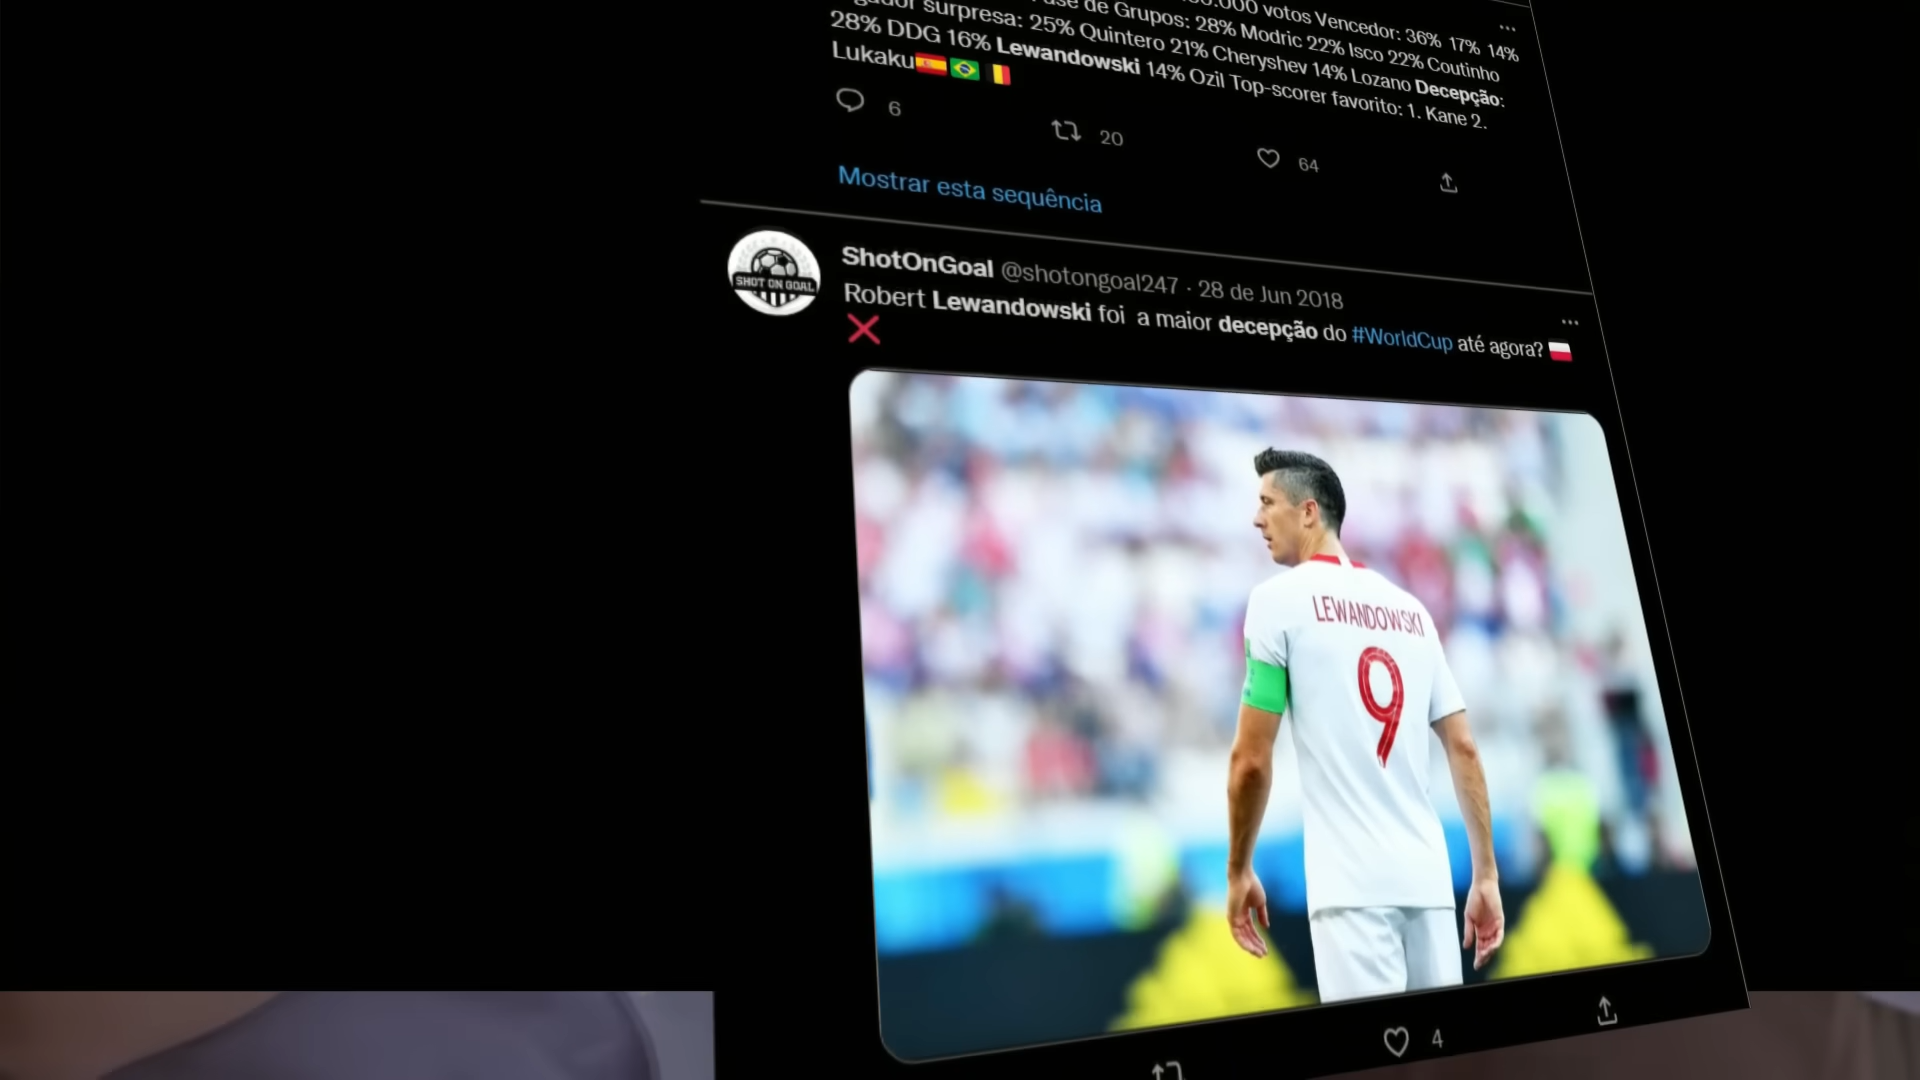 .000 votos Vencedor: 36% 17% 14%
de Grupos: 28% Modric 22% Isco 22% Coutinho
surpresa: 25% Quintero 21% Cheryshev 14% Lozano Decepção:
28% DDG 16% Lewandowski 14% Ozil Top-scorer favorito: 1. Kane 2.
Lukaku🇪🇸🇧🇷🇧🇪
6 20 64
Mostrar esta sequência
SHOT ON GOAL
ShotOnGoal @shotongoal247 · 28 de Jun 2018
Robert Lewandowski foi a maior decepção do #WorldCup até agora? 🇵🇱
❌
LEWANDOWSKI
9
4